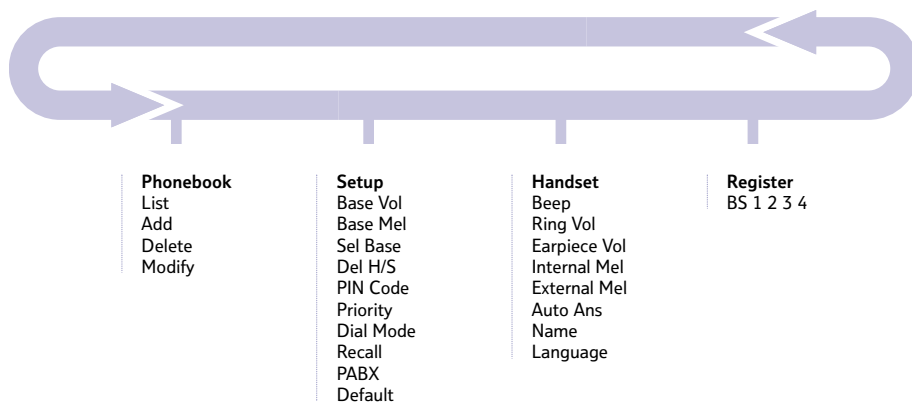 Phonebook
List
Add
Delete
Modify
Setup
Base Vol
Base Mel
Sel Base
Del H/S
PIN Code
Priority
Dial Mode
Recall
PABX
Default
Handset
Beep
Ring Vol
Earpiece Vol
Internal Mel
External Mel
Auto Ans
Name
Language
Register
BS 1 2 3 4